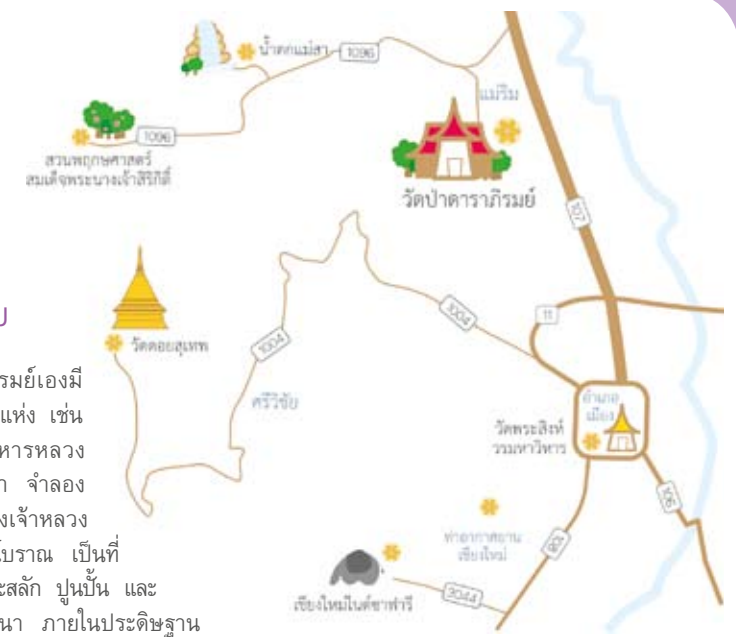 น้ำตกแม่สา
1096
แม่ริม
1096
สวนพฤกษศาสตร์
สมเด็จพระนางเจ้าสิริกิติ์
วัดป่าดาราภิรมย์
107
11
1004
วัดดอยสุเทพ
1004
ศรีวิชัย
อำเภอ
เมือง
วัดพระสิงห์
วรมหาวิหาร
106
ท่าอากาศยาน
เชียงใหม่
108
3044
เชียงใหม่ไนต์ซาฟารี
รมย์เองมี
แห่ง เช่น
หารหลวง
า จำลอง
งเจ้าหลวง
บราณ เป็นที่
ะสลัก ปูนปั้น และ
นา ภายในประดิษฐาน